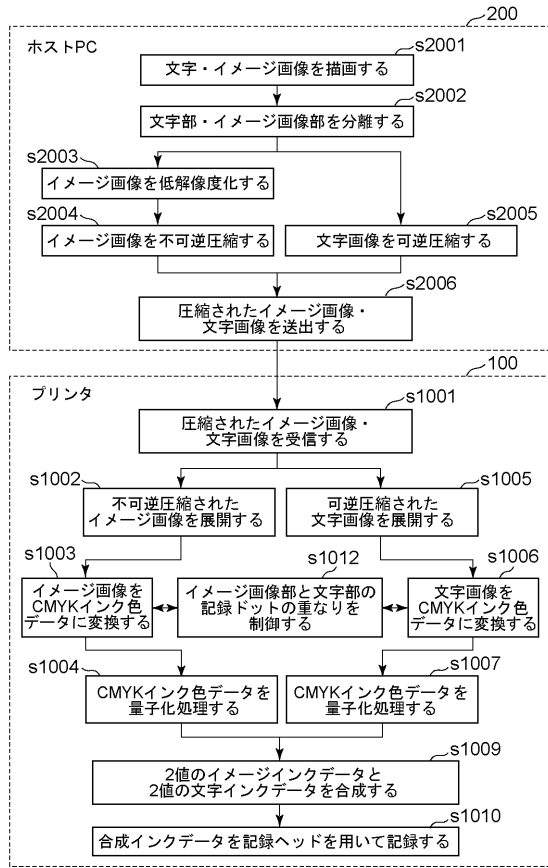 200
ホストPC
s2001
文字・イメージ画像を描画する
s2002
文字部・イメージ画像部を分離する
s2003
イメージ画像を低解像度化する
s2004
イメージ画像を不可逆圧縮する
s2005
文字画像を可逆圧縮する
s2006
圧縮されたイメージ画像・
文字画像を送出する
100
プリンタ
s1001
圧縮されたイメージ画像・
文字画像を受信する
s1002
不可逆圧縮された
イメージ画像を展開する
s1005
可逆圧縮された
文字画像を展開する
s1003
イメージ画像を
CMYKインク色
データに変換する
s1012
イメージ画像部と文字部の
記録ドットの重なりを
制御する
s1006
文字画像を
CMYKインク色
データに変換する
s1004
CMYKインク色データを
量子化処理する
s1007
CMYKインク色データを
量子化処理する
s1009
2値のイメージインクデータと
2値の文字インクデータを合成する
s1010
合成インクデータを記録ヘッドを用いて記録する